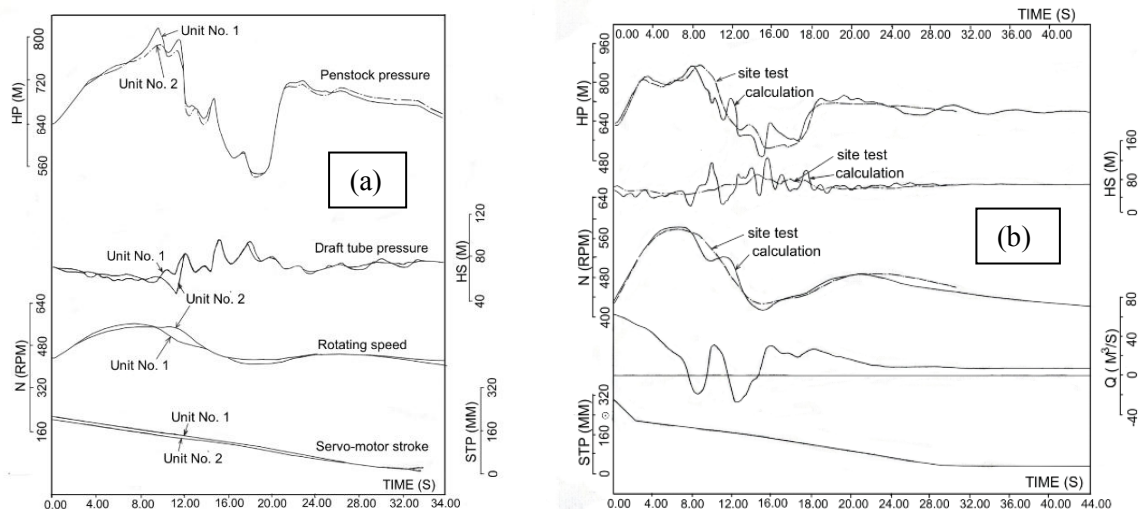 HP (M)
800
720
640
560
Unit No. 1
Unit No. 2
Penstock pressure
(a)
Draft tube pressure
Unit No. 1
Unit No. 2
HS (M)
120
80
40
N (RPM)
640
480
320
160
Unit No. 1
Rotating speed
Unit No. 1
Unit No. 2
Servo-motor stroke
STP (MM)
320
160
0
TIME (S)
0.00 4.00 8.00 12.00 16.00 20.00 24.00 28.00 32.00 34.00
TIME (S)
0.00 4.00 8.00 12.00 16.00 20.00 24.00 28.00 32.00 36.00 40.00
HP (M)
960
800
640
480
site test
calculation
HS (M)
160
80
0
site test
calculation
(b)
N (RPM)
640
560
480
400
site test
calculation
Q ( M³/S)
80
40
0
-40
STP (MM)
320
160
0
0.00 4.00 8.00 12.00 16.00 20.00 24.00 28.00 32.00 36.00 40.00 44.00
TIME (S)